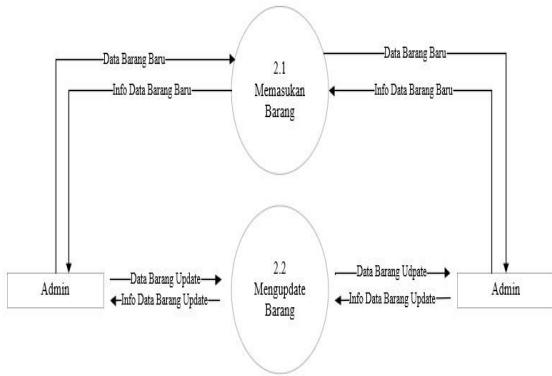 Data Barang Baru
Info Data Barang Baru
2.1
Memasukan
Barang
Data Barang Baru
Info Data Barang Baru
Admin
Data Barang Update
Info Data Barang Update
2.2
Mengupdate
Barang
Data Barang Udpate
Info Data Barang Update
Admin